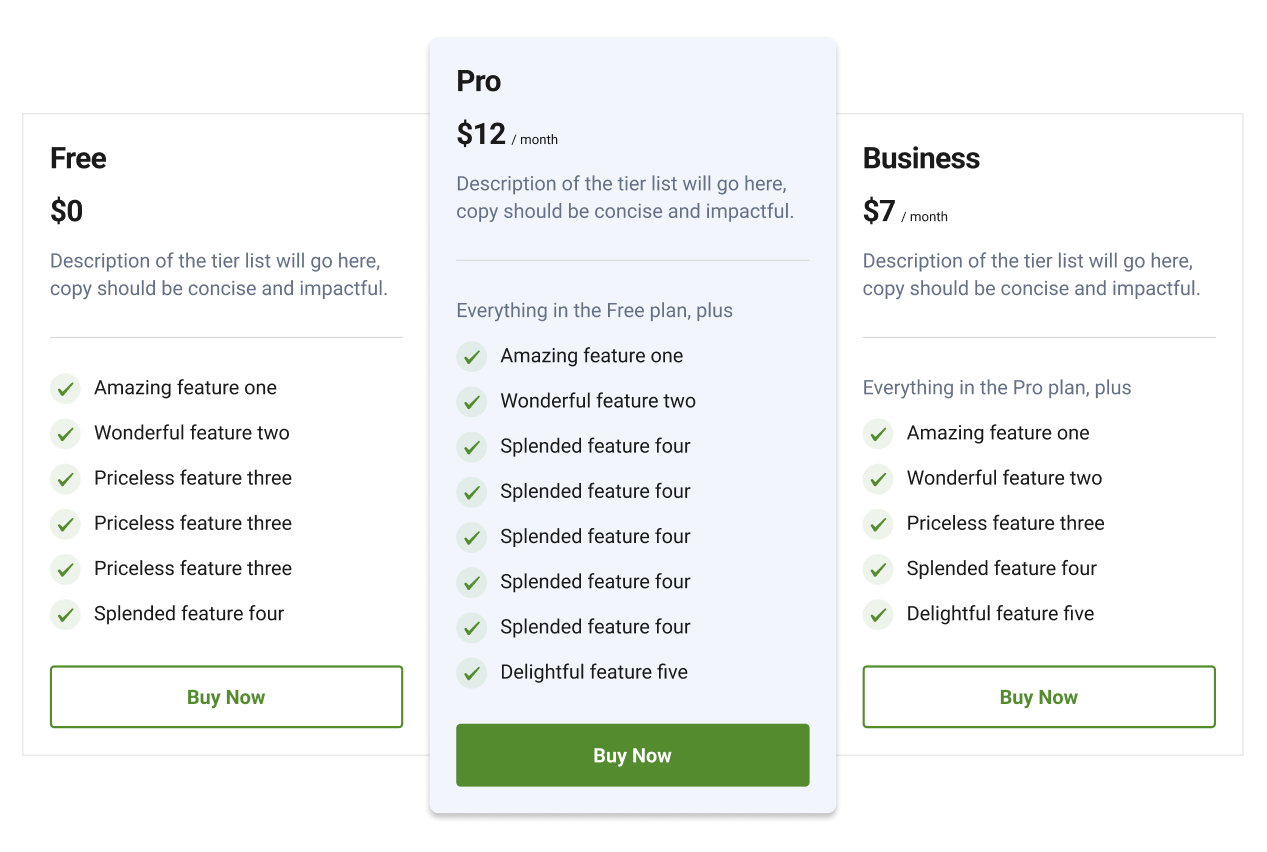 Free
$0
Description of the tier list will go here,
copy should be concise and impactful.
Amazing feature one
Wonderful feature two
Priceless feature three
Priceless feature three
Priceless feature three
Splended feature four
Buy Now
Pro
$12 / month
Description of the tier list will go here,
copy should be concise and impactful.
Everything in the Free plan, plus
Amazing feature one
Wonderful feature two
Splended feature four
Splended feature four
Splended feature four
Splended feature four
Splended feature four
Delightful feature five
Buy Now
Business
$7 / month
Description of the tier list will go here,
copy should be concise and impactful.
Everything in the Pro plan, plus
Amazing feature one
Wonderful feature two
Priceless feature three
Splended feature four
Delightful feature five
Buy Now